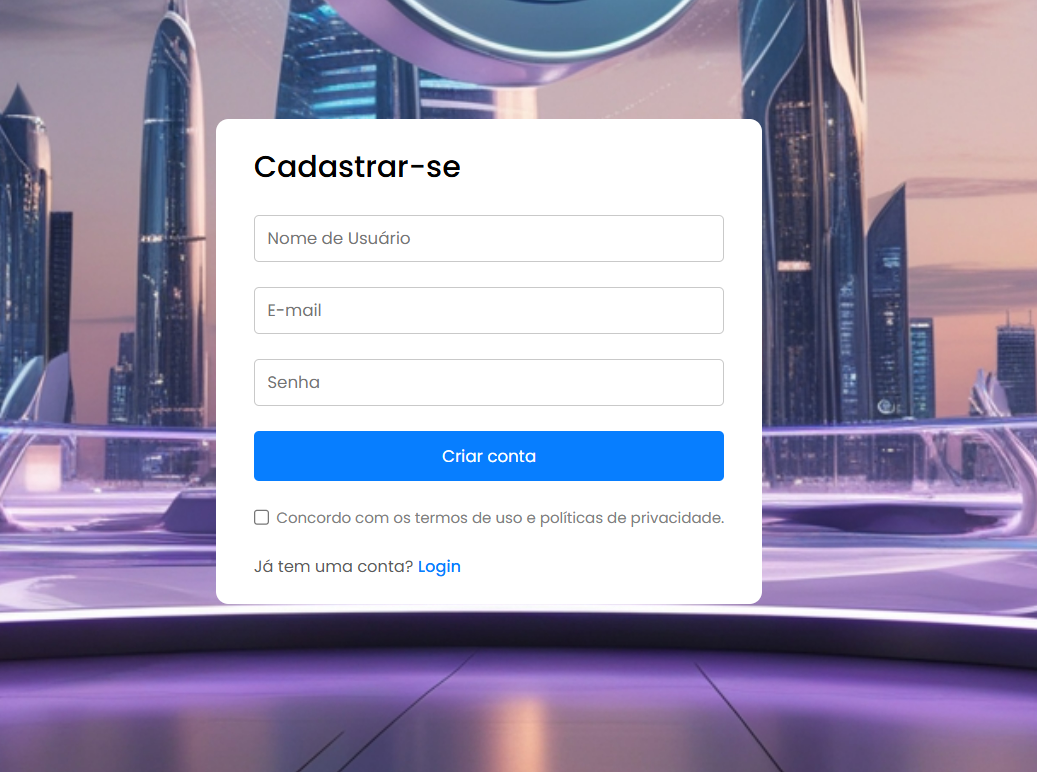 Cadastrar-se
Nome de Usuário
E-mail
Senha
Criar conta
Concordo com os termos de uso e políticas de privacidade.
Já tem uma conta? Login